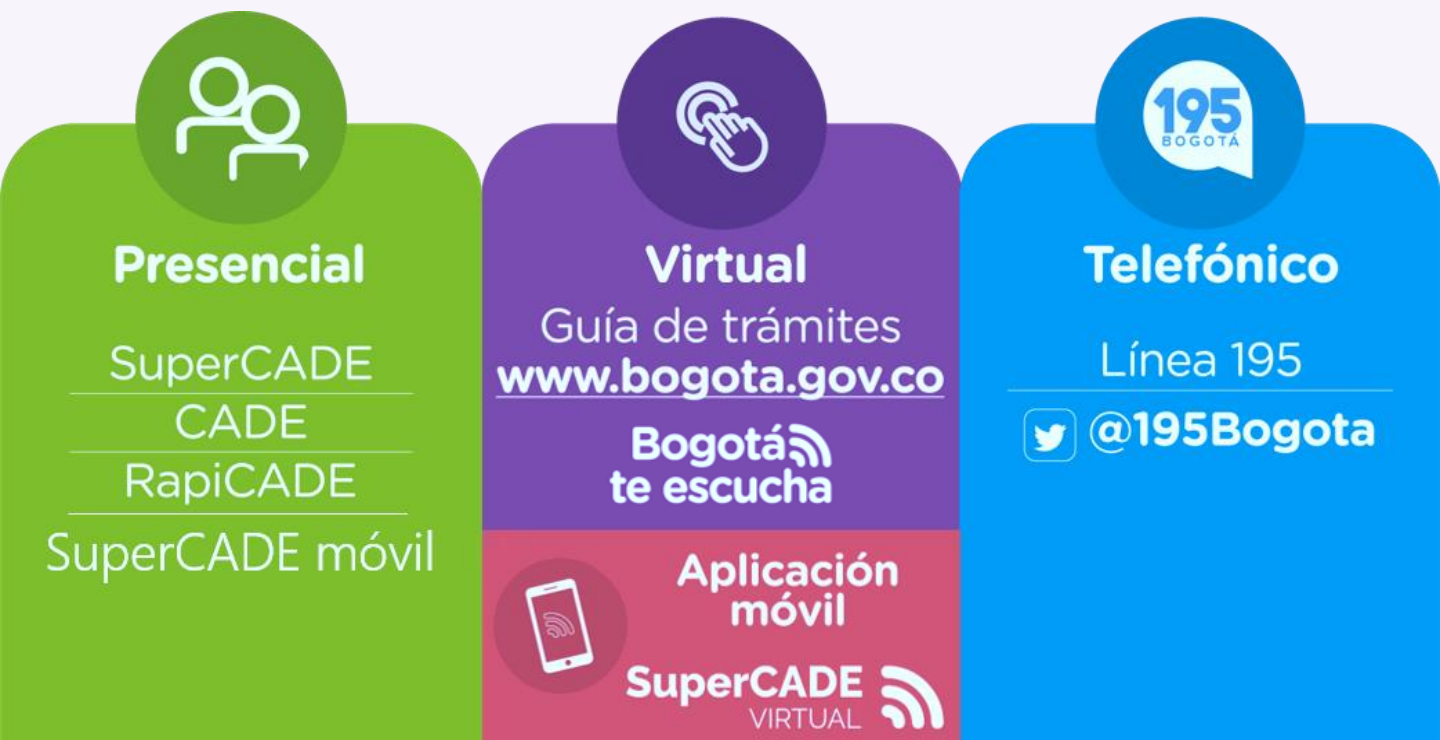 Presencial
SuperCADE
CADE
RapiCADE
SuperCADE móvil
Virtual
Guía de trámites
www.bogota.gov.co
Bogotá
te escucha
Aplicación
móvil
SuperCADE
VIRTUAL
195
BOGOTÁ
Telefónico
Línea 195
@195Bogota